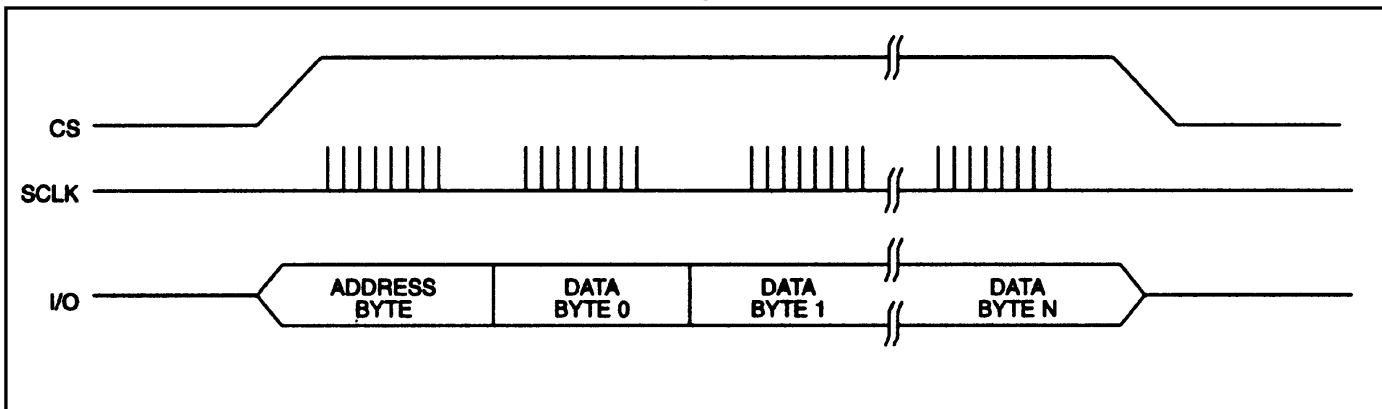 CS
SCLK
I/O
ADDRESS
BYTE
DATA
BYTE 0
DATA
BYTE 1
DATA
BYTE N